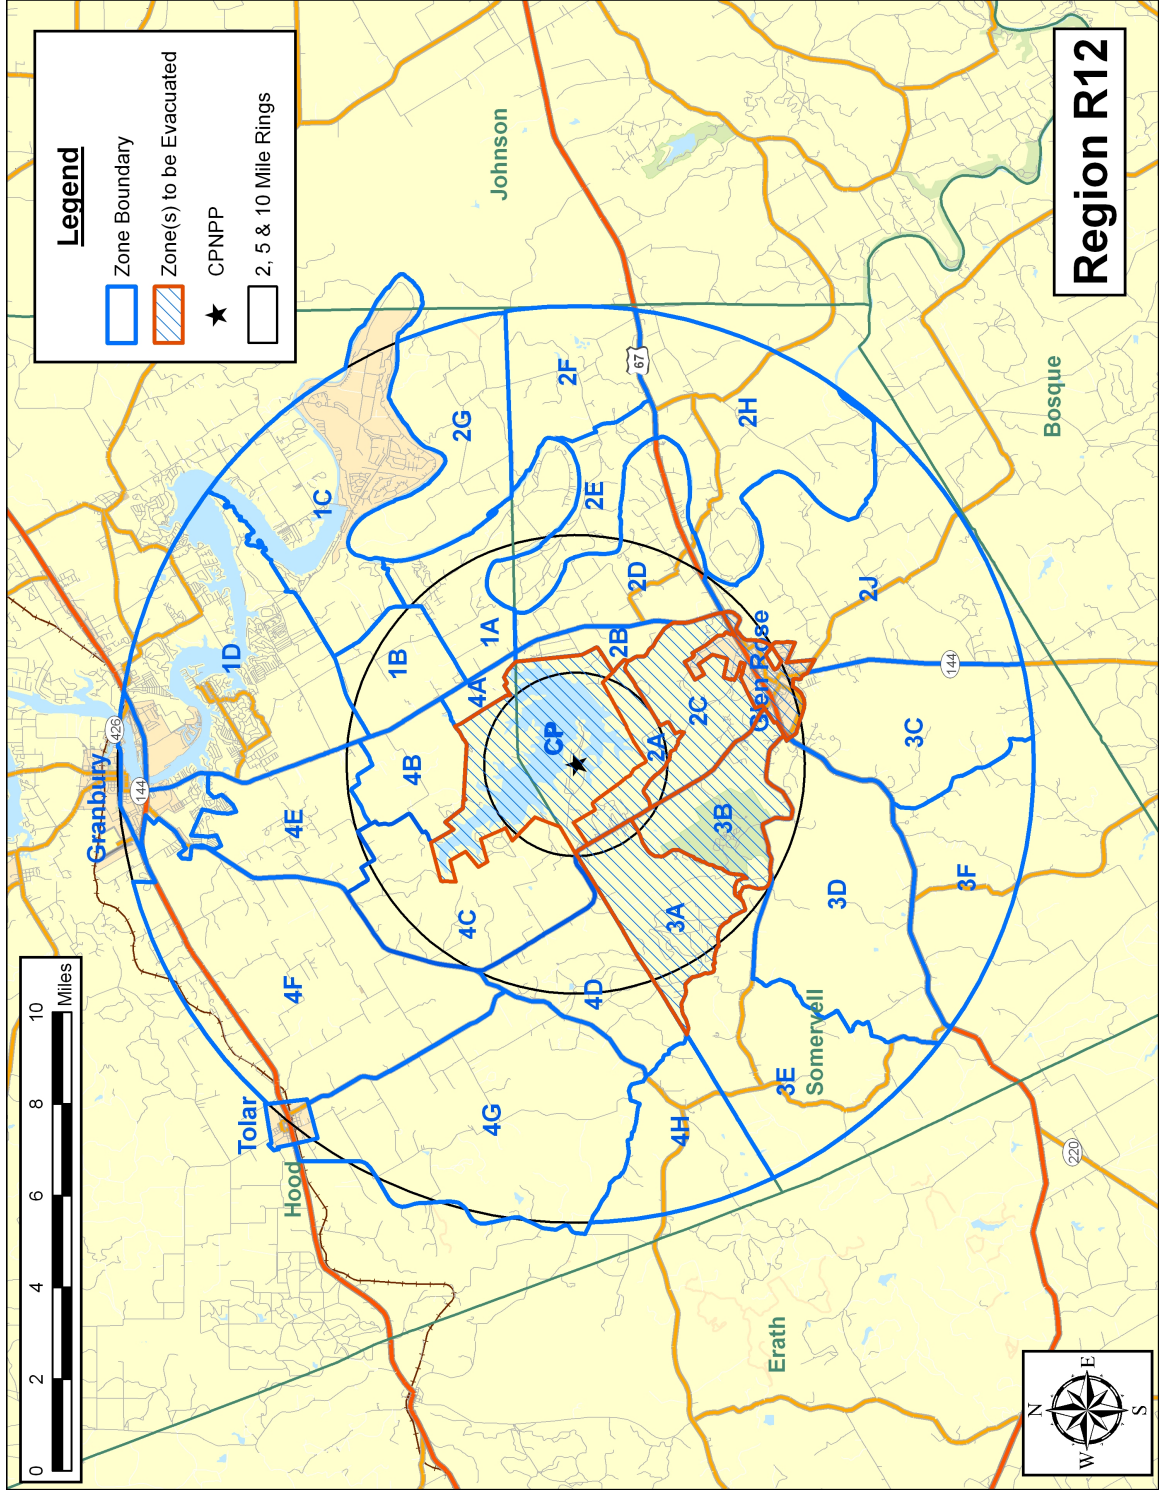 Legend
Zone Boundary
Zone(s) to be Evacuated
CPNPP
2, 5 & 10 Mile Rings
Region R12
0 2 4 6 8 10
Miles
N
W E
S
Granbury
426
144
Tolar
Hood
Johnson
Bosque
Somervell
Erath
Glen Rose
67
144
220
CP
1A
1B
1C
1D
2A
2B
2C
2D
2E
2F
2G
2H
2J
3A
3B
3C
3D
3E
3F
4A
4B
4C
4D
4E
4F
4G
4H